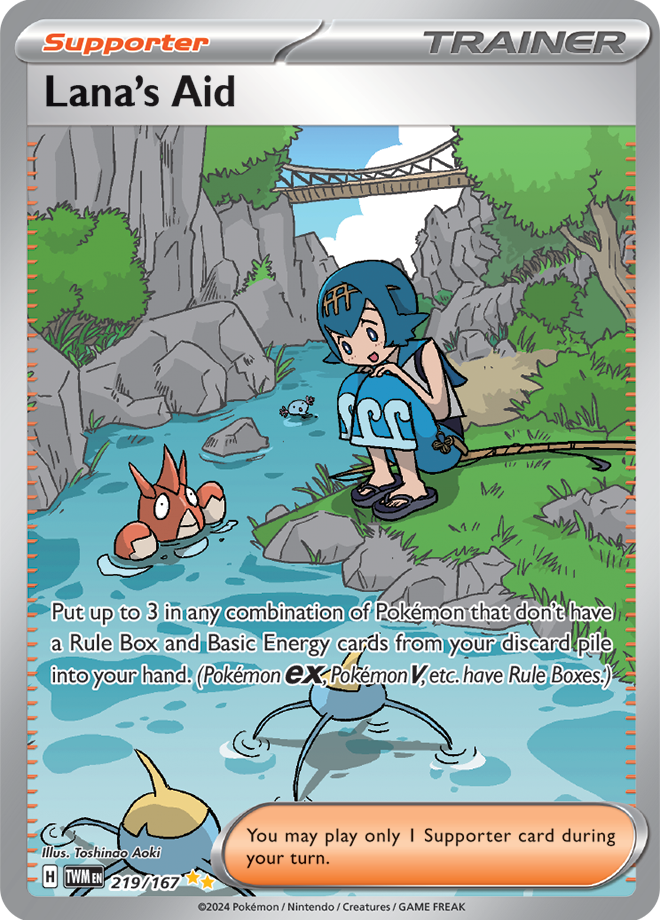 Supporter
TRAINER
Lana's Aid
Put up to 3 in any combination of Pokémon that don't have
a Rule Box and Basic Energy cards from your discard pile
into your hand. (Pokémon ex, Pokémon V, etc. have Rule Boxes.)
You may play only 1 Supporter card during
your turn.
Illus. Toshinao Aoki
H TWM EN 219/167
©2024 Pokémon / Nintendo / Creatures / GAME FREAK